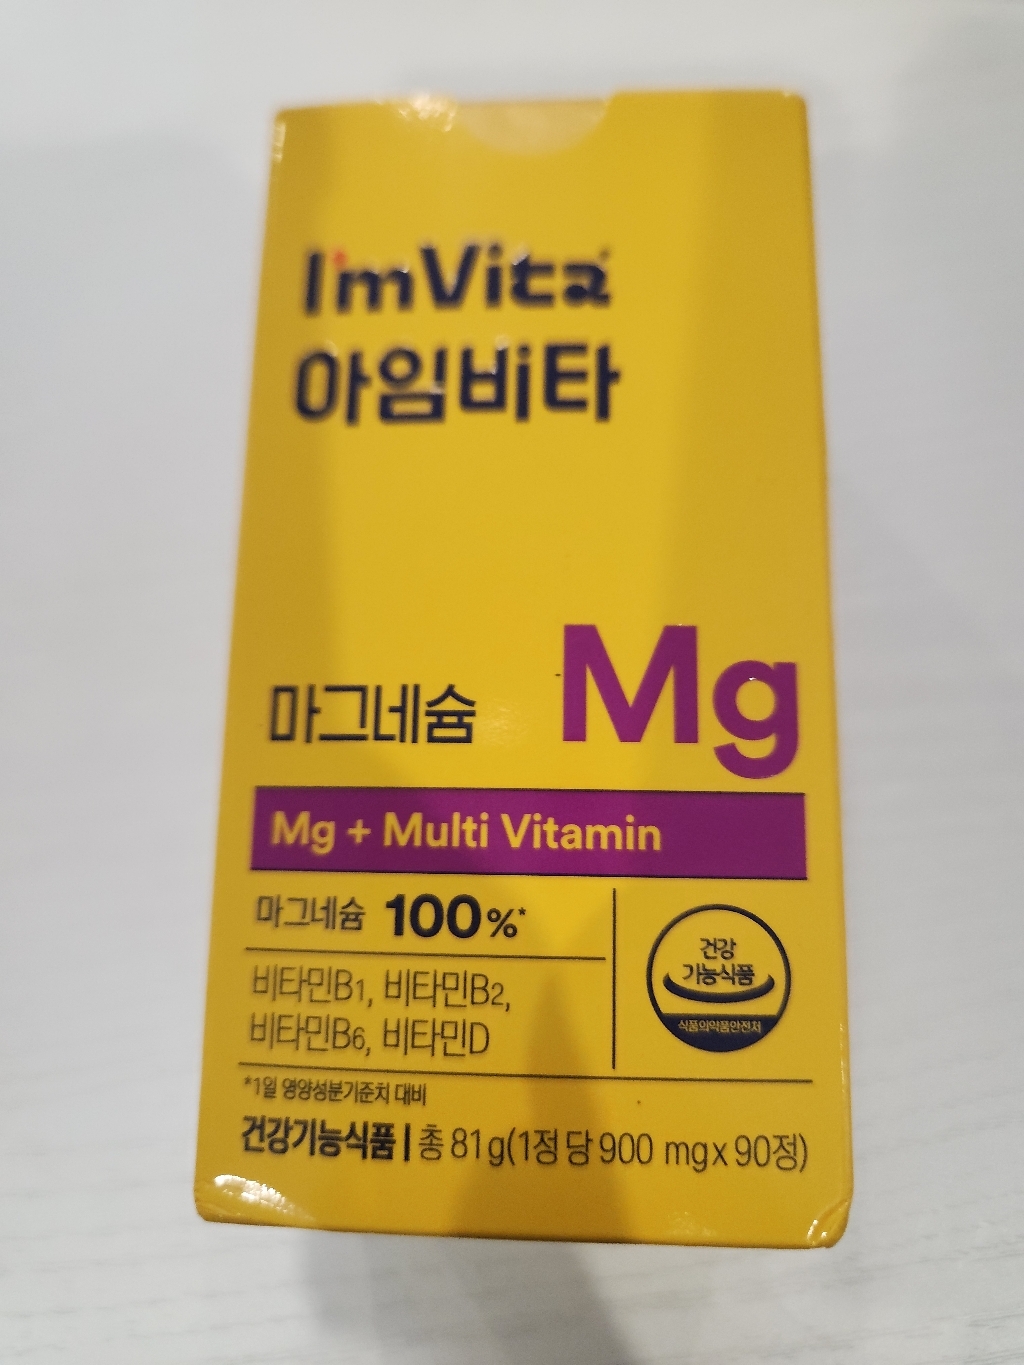 I'm Vita
아임비타
마그네슘 Mg
Mg + Multi Vitamin
마그네슘 100%*
비타민B1, 비타민B2,
비타민B6, 비타민D
건강
기능식품
식품의약품안전처
*1일 영양성분기준치 대비
건강기능식품 | 총 81 g(1정 당 900 mg x 90정)